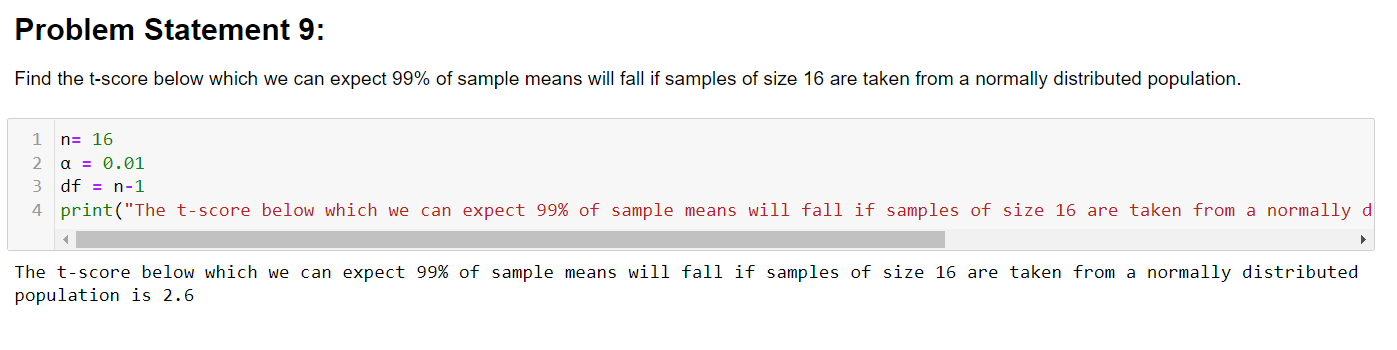 Problem Statement 9:
Find the t-score below which we can expect 99% of sample means will fall if samples of size 16 are taken from a normally distributed population.
1 n= 16
2 α = 0.01
3 df = n-1
4 print("The t-score below which we can expect 99% of sample means will fall if samples of size 16 are taken from a normally d
The t-score below which we can expect 99% of sample means will fall if samples of size 16 are taken from a normally distributed
population is 2.6